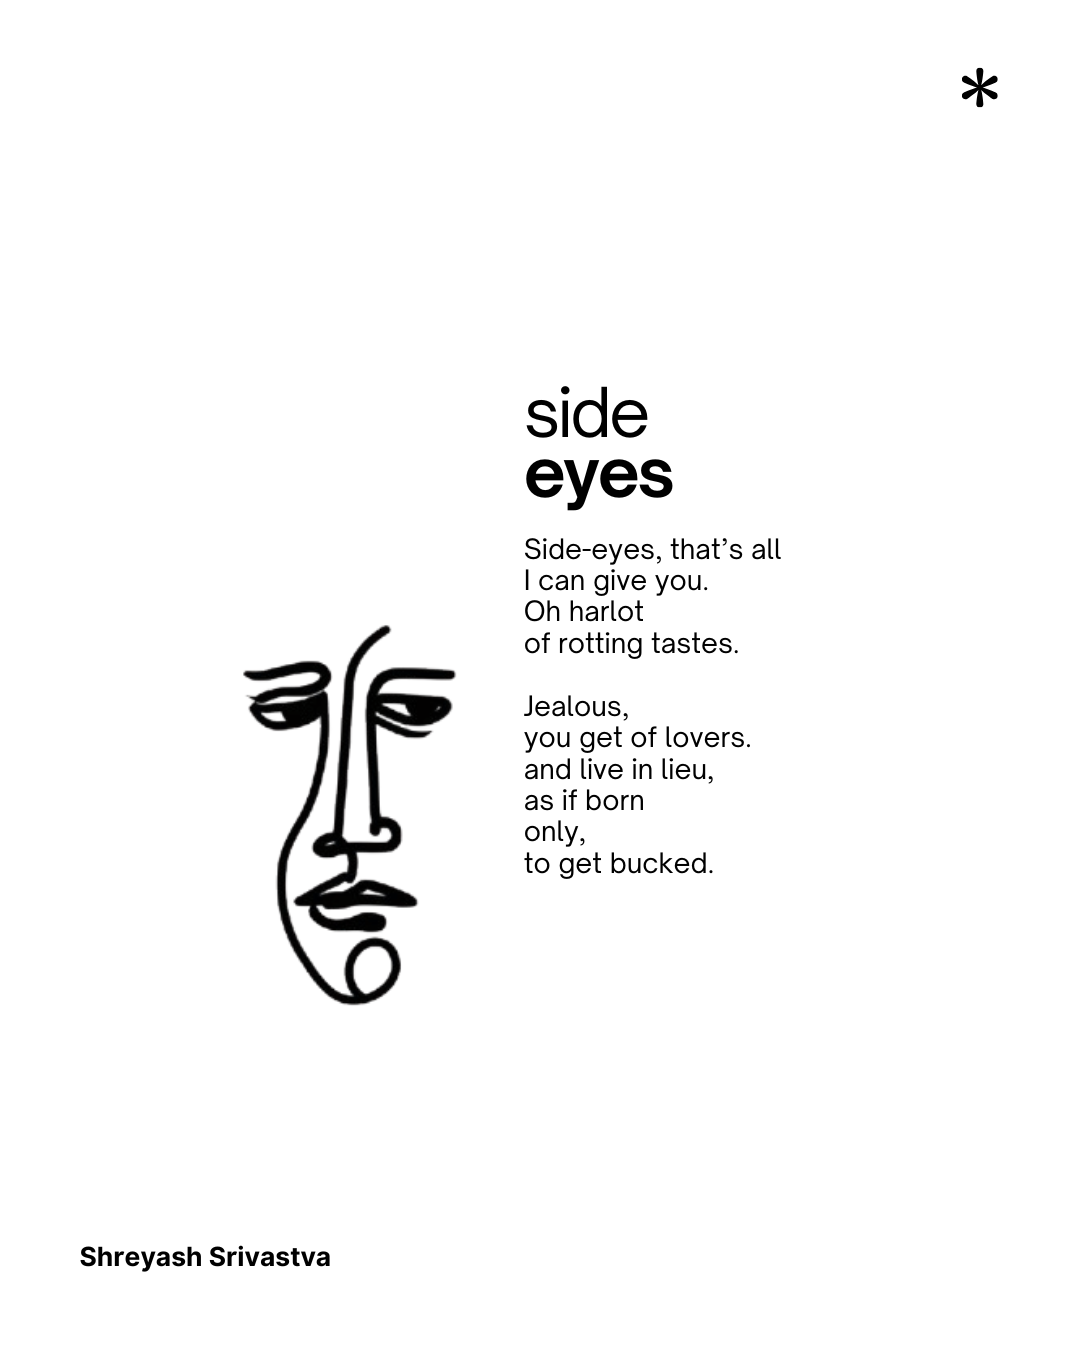 *
side
eyes
Side-eyes, that’s all
I can give you.
Oh harlot
of rotting tastes.
Jealous,
you get of lovers.
and live in lieu,
as if born
only,
to get bucked.
Shreyash Srivastva